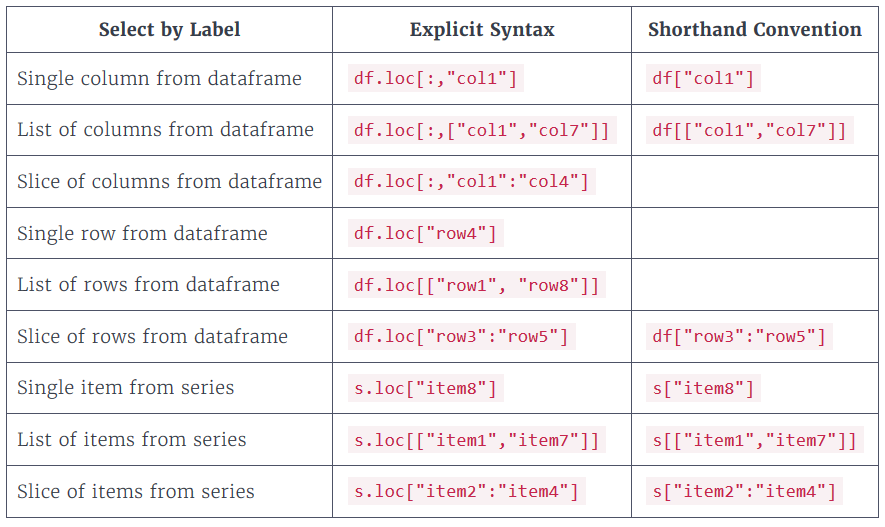 Select by Label Explicit Syntax Shorthand Convention
Single column from dataframe df.loc[:,"col1"] df["col1"]
List of columns from dataframe df.loc[:,["col1","col7"]] df[["col1","col7"]]
Slice of columns from dataframe df.loc[:,"col1":"col4"]
Single row from dataframe df.loc["row4"]
List of rows from dataframe df.loc[["row1", "row8"]]
Slice of rows from dataframe df.loc["row3":"row5"] df["row3":"row5"]
Single item from series s.loc["item8"] s["item8"]
List of items from series s.loc[["item1","item7"]] s[["item1","item7"]]
Slice of items from series s.loc["item2":"item4"] s["item2":"item4"]